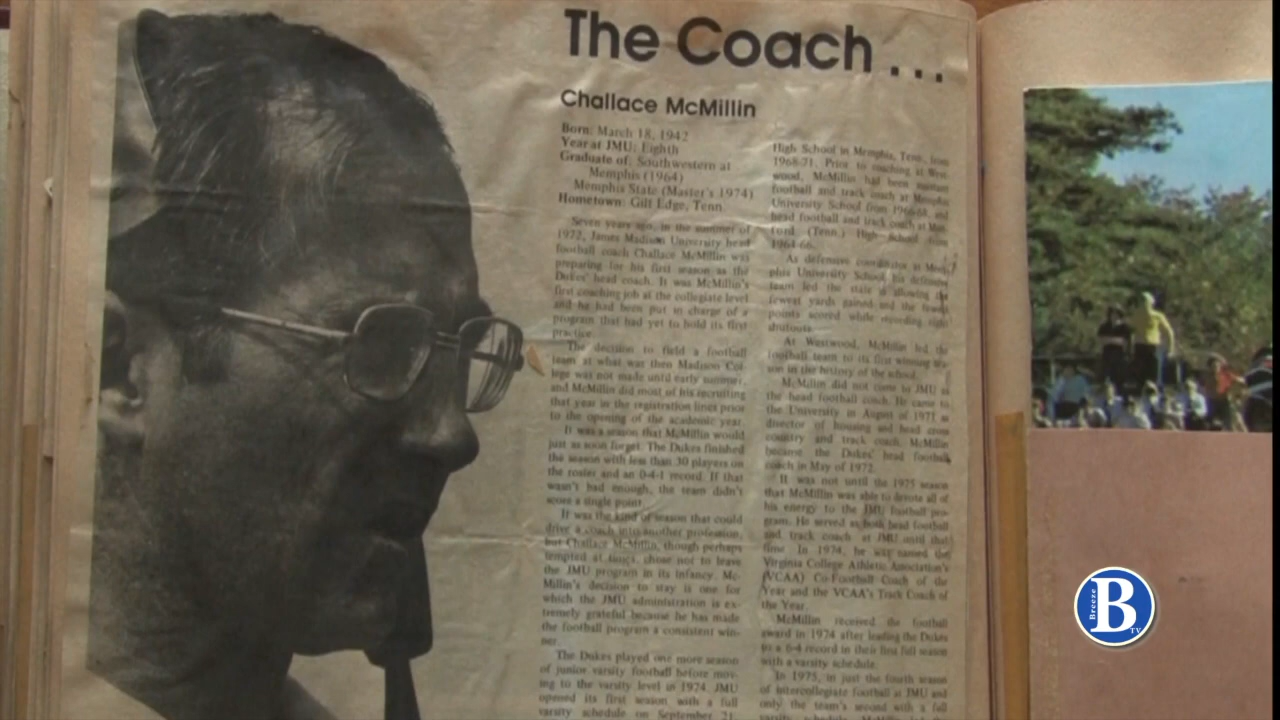 The Coach . . .
Challace McMillin
Born: March 18, 1942
Year at JMU: Eighth
Graduate of: Southwestern at
Memphis (1964)
Memphis State (Master's 1974)
Hometown: Gilt Edge, Tenn.
Seven years ago, in the summer of
1972, James Madison University head
football coach Challace McMillin was
preparing for his first season as the
Dukes' head coach. It was McMillin's
first coaching job at the collegiate level
and he had been put in charge of a
program that had yet to hold its first
practice.
The decision to field a football
team at what was then Madison Col-
lege was not made until early summer,
and McMillin did most of his recruiting
that year in the registration lines prior
to the opening of the academic year.
It was a season that McMillin would
just as soon forget. The Dukes finished
the season with less than 30 players on
the roster and an 0-4-1 record. If that
wasn't bad enough, the team didn't
score a single point.
It was the kind of season that could
drive a coach into another profession,
but Challace McMillin, though perhaps
tempted at times, chose not to leave
the JMU program in its infancy. Mc-
Millin's decision to stay is one for
which the JMU administration is ex-
tremely grateful because he has made
the football program a consistent win-
ner.
The Dukes played one more season
of junior varsity football before mov-
ing to the varsity level in 1974. JMU
opened its first season with a full
varsity schedule on September 21,
High School in Memphis, Tenn., from
1968-71. Prior to coaching at West-
wood, McMillin had been assistant
football and track coach at Memphis
University School from 1966-68, and
head football and track coach at
(Tenn.) High School from
1964-66.
As defensive coordinator at Mem-
phis University School, his defensive
team led the state in allowing the
fewest yards gained and the fewest
points scored while recording eight
shutouts.
At Westwood, McMillin led the
football team to its first winning sea-
son in the history of the school.
McMillin did not come to JMU as
the head football coach. He came to
the University in August of 1971 as
director of housing and head cross
country and track coach. McMillin
became the Dukes' head football
coach in May of 1972.
It was not until the 1975 season
that McMillin was able to devote all of
his energy to the JMU football pro-
gram. He served as both head football
and track coach at JMU until that
time. In 1974, he was named the
Virginia College Athletic Association's
(VCAA) Co-Football Coach of the
Year and the VCAA's Track Coach of
the Year.
McMillin received the football
award in 1974 after leading the Dukes
to a 6-4 record in their first full season
with a varsity schedule.
In 1975, in just the fourth season
of intercollegiate football at JMU and
only the team's second with a full
varsity schedule, McMillin led the
Breeze
B
TV